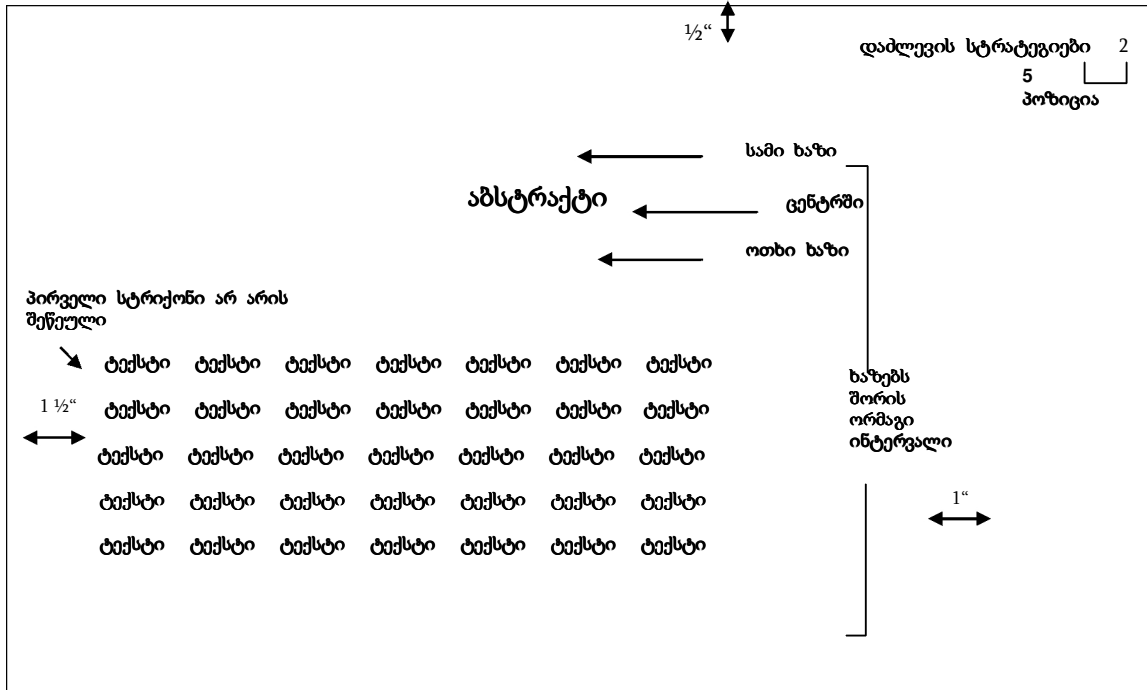 ½“
დაძლევის სტრატეგიები 2
5
პოზიცია
სამი ხაზი
აბსტრაქტი
ცენტრში
ოთხი ხაზი
პირველი სტრიქონი არ არის
შეწეული
ტექსტი ტექსტი ტექსტი ტექსტი ტექსტი ტექსტი ტექსტი
1 ½“
ტექსტი ტექსტი ტექსტი ტექსტი ტექსტი ტექსტი ტექსტი
ტექსტი ტექსტი ტექსტი ტექსტი ტექსტი ტექსტი ტექსტი
ტექსტი ტექსტი ტექსტი ტექსტი ტექსტი ტექსტი ტექსტი
ტექსტი ტექსტი ტექსტი ტექსტი ტექსტი ტექსტი ტექსტი
ხაზებს
შორის
ორმაგი
ინტერვალი
1“